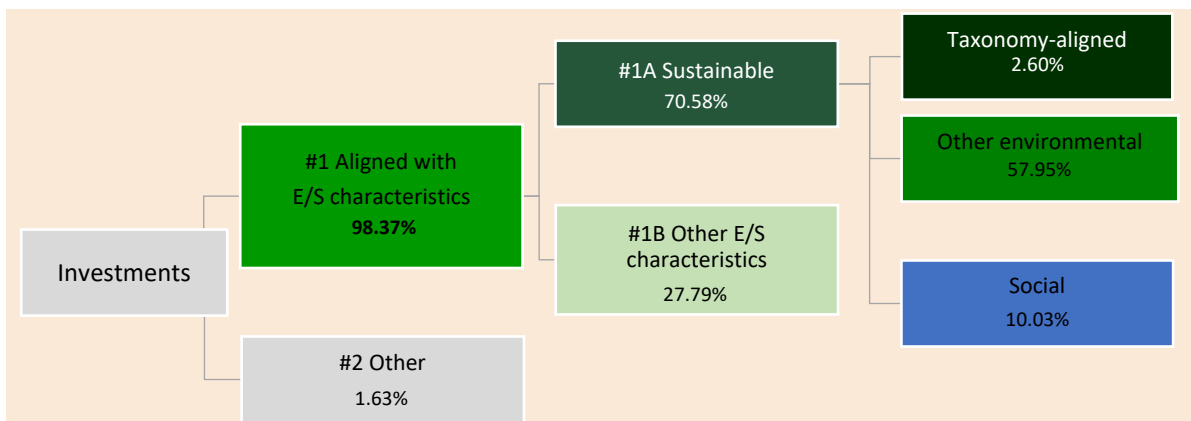 Investments
#1 Aligned with
E/S characteristics
98.37%
#2 Other
1.63%
#1A Sustainable
70.58%
#1B Other E/S
characteristics
27.79%
Taxonomy-aligned
2.60%
Other environmental
57.95%
Social
10.03%